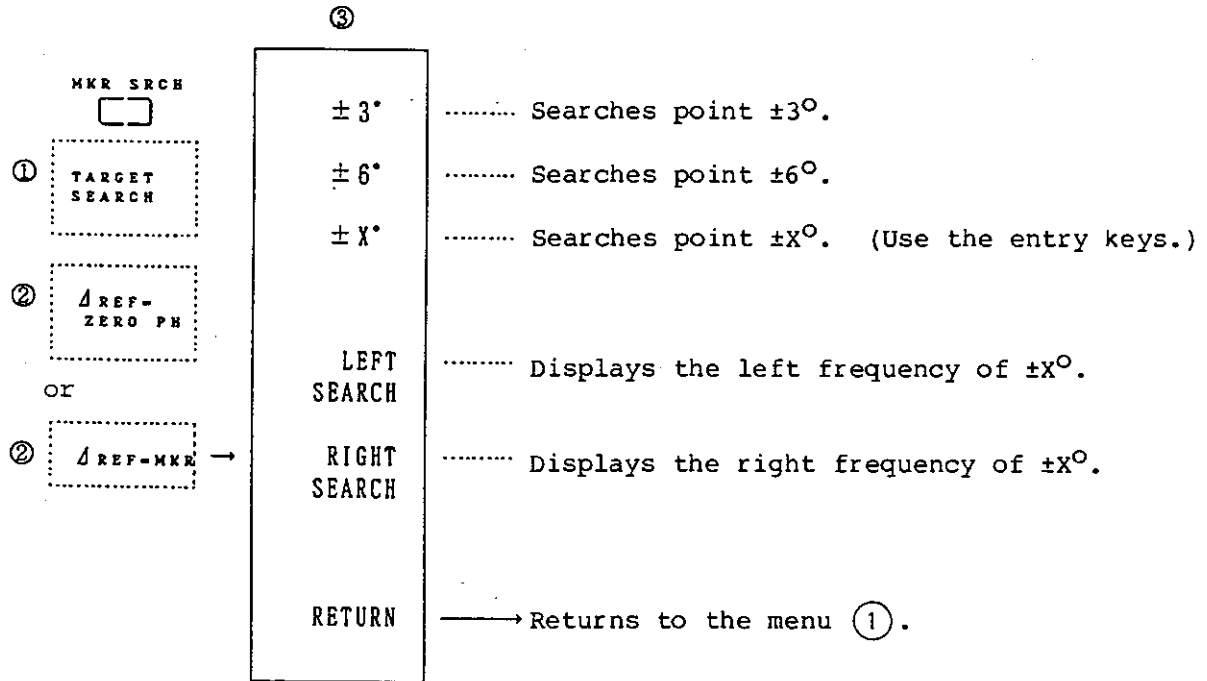 ③
MKR SRCH
① TARGET
SEARCH
② ⊿REF=
ZERO PH
or
② ⊿REF=MKR →
±3° ......... Searches point ±3°.
±6° ......... Searches point ±6°.
±X° ......... Searches point ±X°. (Use the entry keys.)
LEFT
SEARCH ......... Displays the left frequency of ±X°.
RIGHT
SEARCH ......... Displays the right frequency of ±X°.
RETURN → Returns to the menu ①.